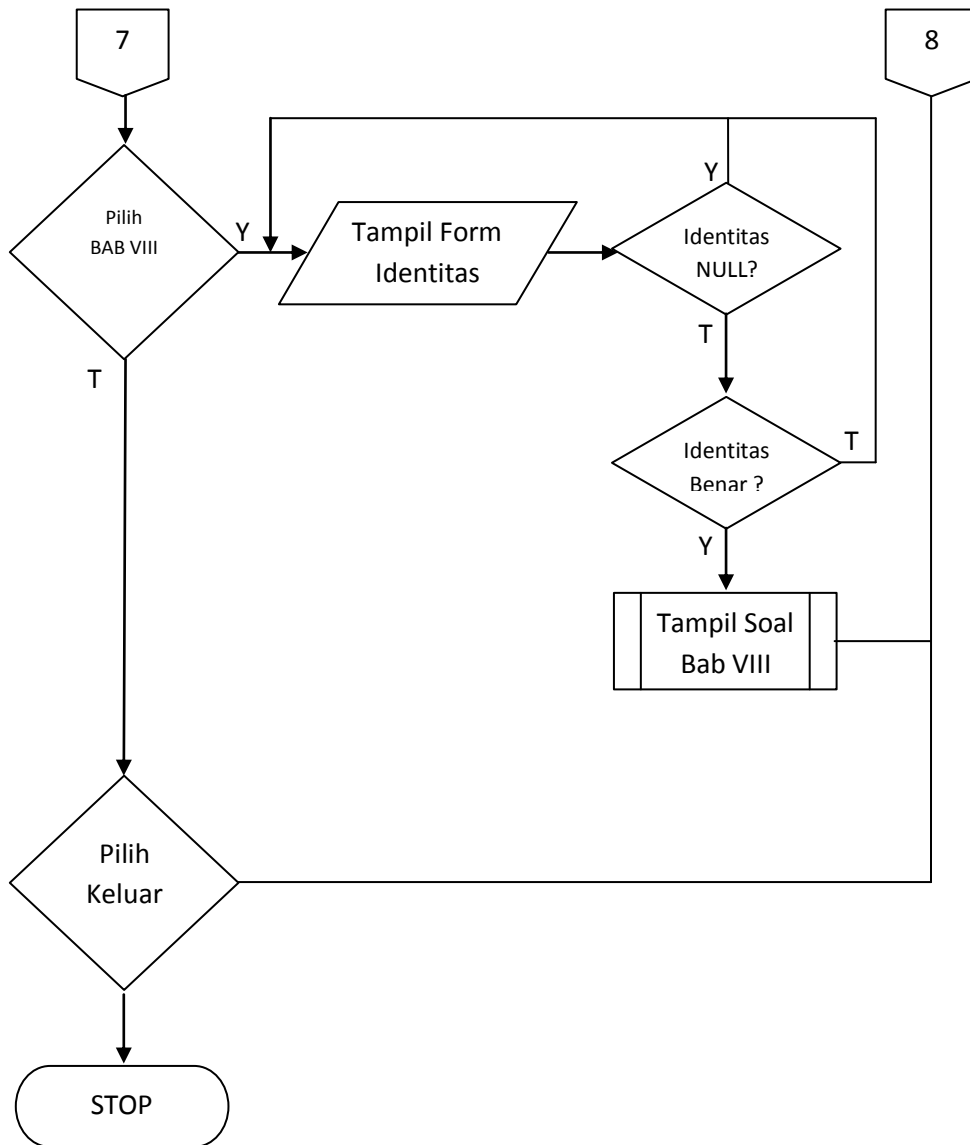 7
8
Pilih
BAB VIII
Y
Tampil Form
Identitas
Y
Identitas
NULL?
T
T
Identitas
Benar ?
T
Y
Tampil Soal
Bab VIII
Pilih
Keluar
STOP